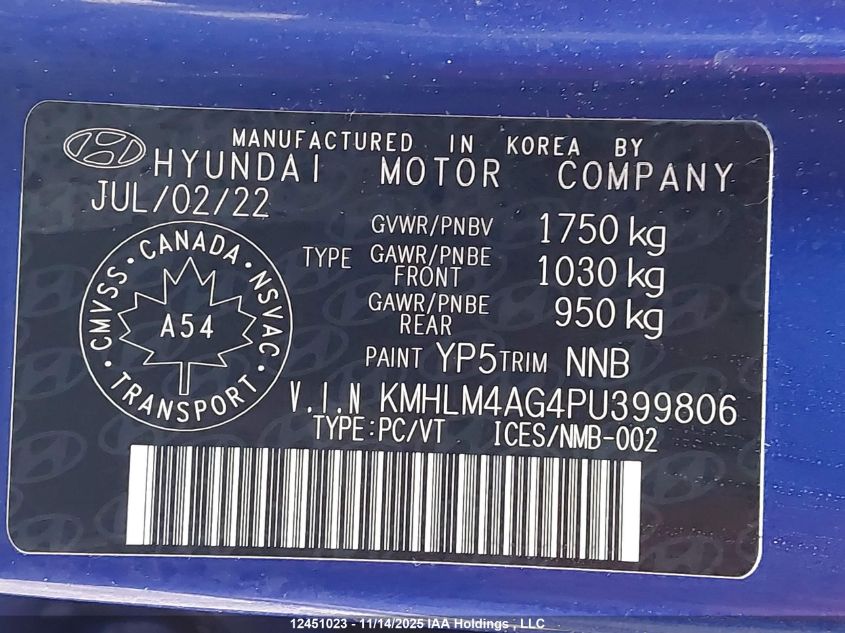 MANUFACTURED IN KOREA BY
HYUNDAI MOTOR COMPANY
JUL/02/22
GVWR/PNBV 1750 kg
TYPE GAWR/PNBE FRONT 1030 kg
GAWR/PNBE REAR 950 kg
PAINT YP5 TRIM NNB
CMVSS • CANADA • NSVAC • TRANSPORT •
A54
V.I.N KMHLM4AG4PU399806
TYPE:PC/VT ICES/NMB-002
12451023 - 11/14/2025 IAA Holdings , LLC